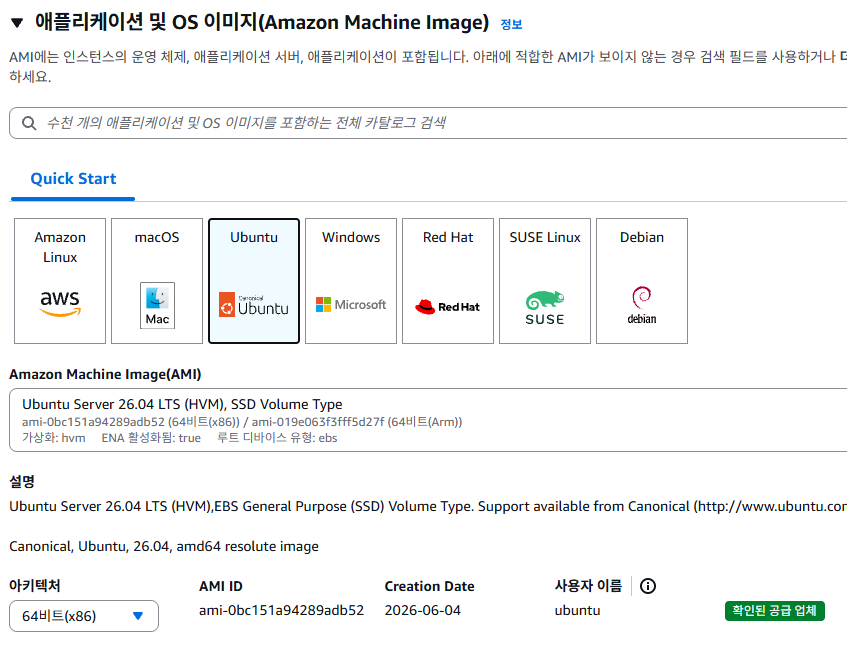 애플리케이션 및 OS 이미지(Amazon Machine Image) 정보
AMI에는 인스턴스의 운영 체제, 애플리케이션 서버, 애플리케이션이 포함됩니다. 아래에 적합한 AMI가 보이지 않는 경우 검색 필드를 사용하거나
하세요.
수천 개의 애플리케이션 및 OS 이미지를 포함하는 전체 카탈로그 검색
Quick Start
Amazon Linux
aws
macOS
Mac
Ubuntu
Canonical
Ubuntu
Windows
Microsoft
Red Hat
Red Hat
SUSE Linux
SUSE
Debian
debian
Amazon Machine Image(AMI)
Ubuntu Server 26.04 LTS (HVM), SSD Volume Type
ami-0bc151a94289adb52 (64비트(x86)) / ami-019e063f3fff5d27f (64비트(Arm))
가상화: hvm ENA 활성화됨: true 루트 디바이스 유형: ebs
설명
Ubuntu Server 26.04 LTS (HVM),EBS General Purpose (SSD) Volume Type. Support available from Canonical (http://www.ubuntu.com
Canonical, Ubuntu, 26.04, amd64 resolute image
아키텍처 AMI ID Creation Date 사용자 이름
64비트(x86) ami-0bc151a94289adb52 2026-06-04 ubuntu 확인된 공급 업체